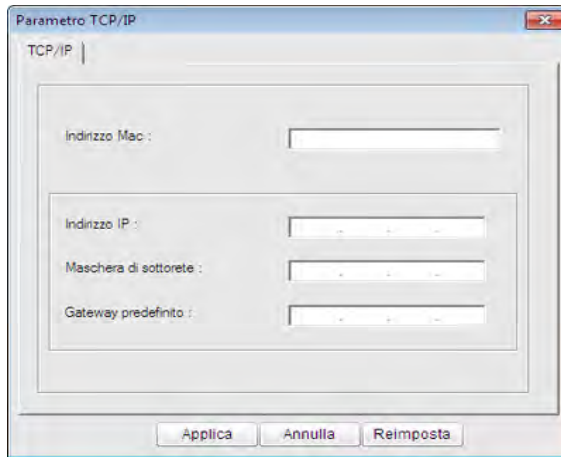 Parametro TCP/IP
TCP/IP
Indirizzo Mac :
Indirizzo IP :
Maschera di sottorete :
Gateway predefinito :
Applica Annulla Reimposta